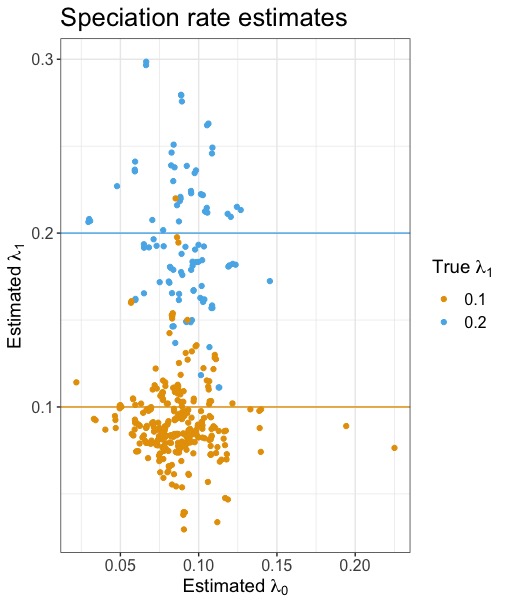 Speciation rate estimates
0.3
0.2
0.1
Estimated λ₁
0.05 0.10 0.15 0.20
Estimated λ₀
True λ₁
0.1
0.2